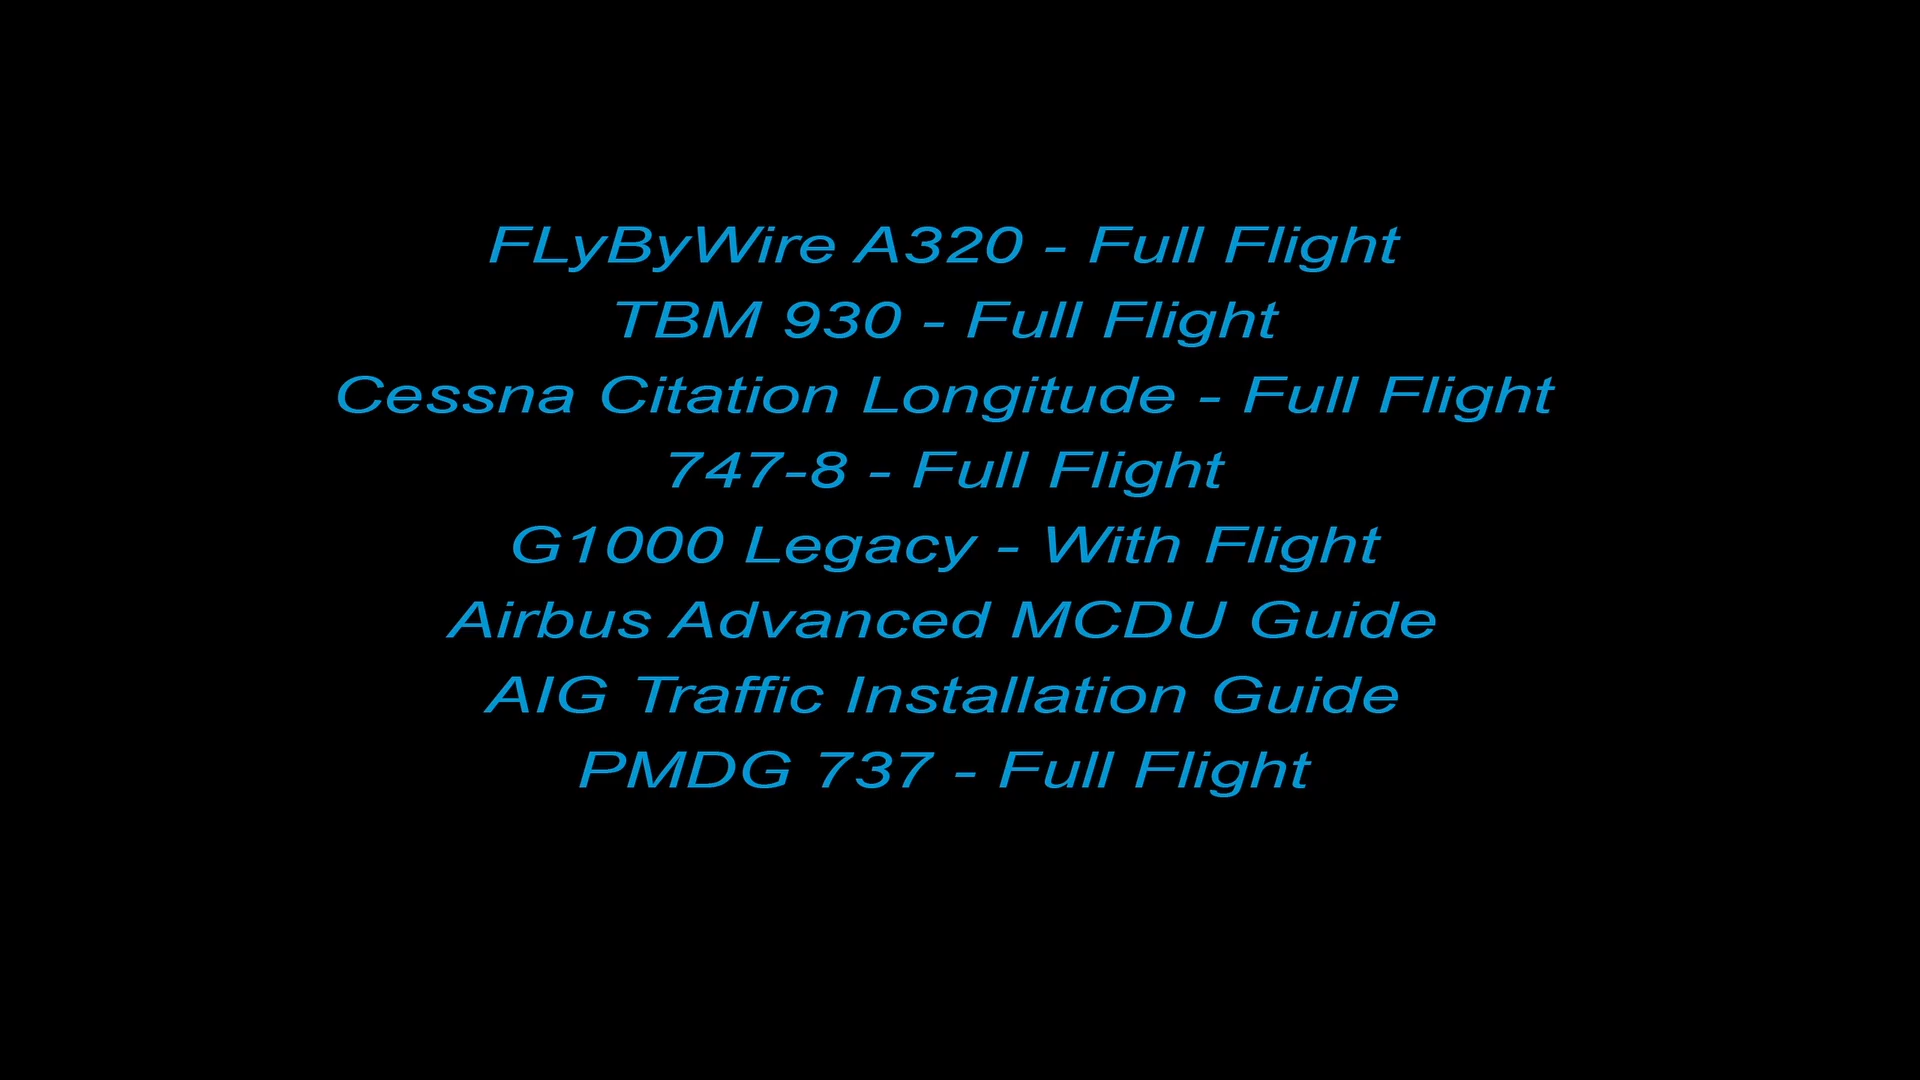 FLyByWire A320 - Full Flight
TBM 930 - Full Flight
Cessna Citation Longitude - Full Flight
747-8 - Full Flight
G1000 Legacy - With Flight
Airbus Advanced MCDU Guide
AIG Traffic Installation Guide
PMDG 737 - Full Flight